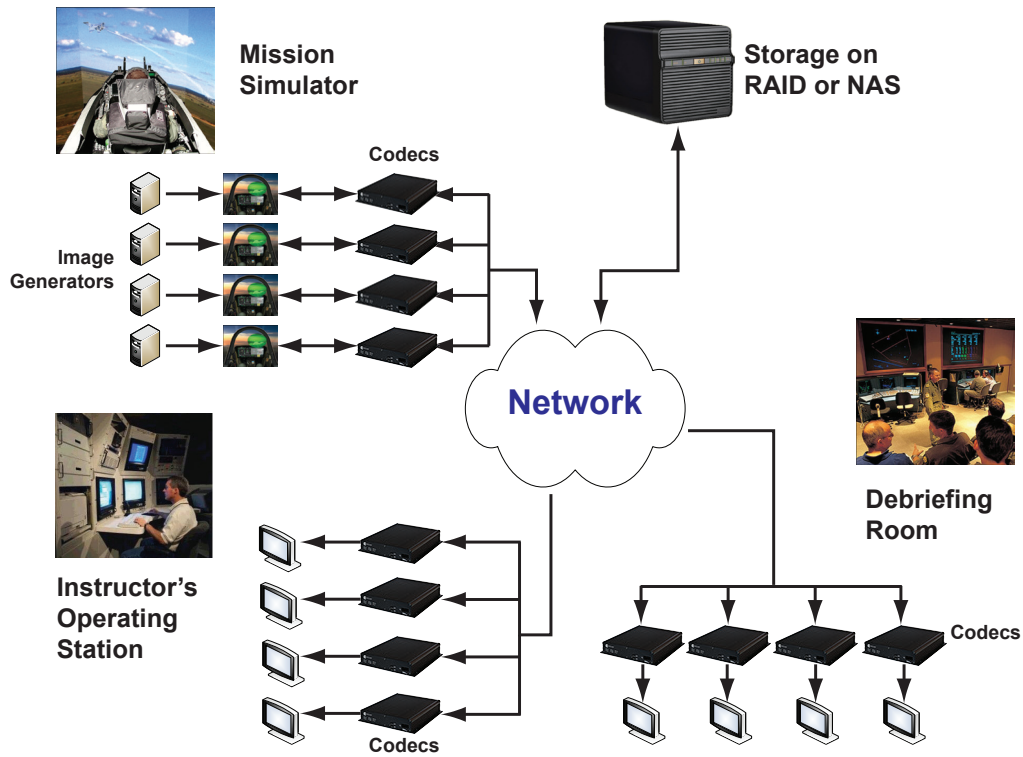 Mission
Simulator
Storage on
RAID or NAS
Codecs
Image
Generators
Network
Debriefing
Room
Instructor’s
Operating
Station
Codecs
Codecs